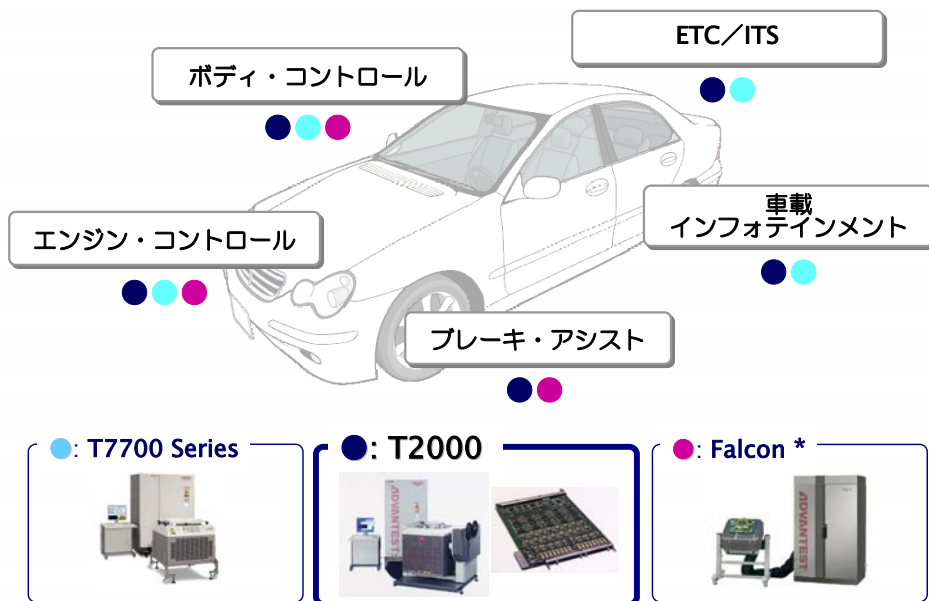 ETC／ITS
ボディ・コントロール
車載
インフォテインメント
エンジン・コントロール
ブレーキ・アシスト
: T7700 Series
: T2000
: Falcon *
ADVANTEST
ADVANTEST